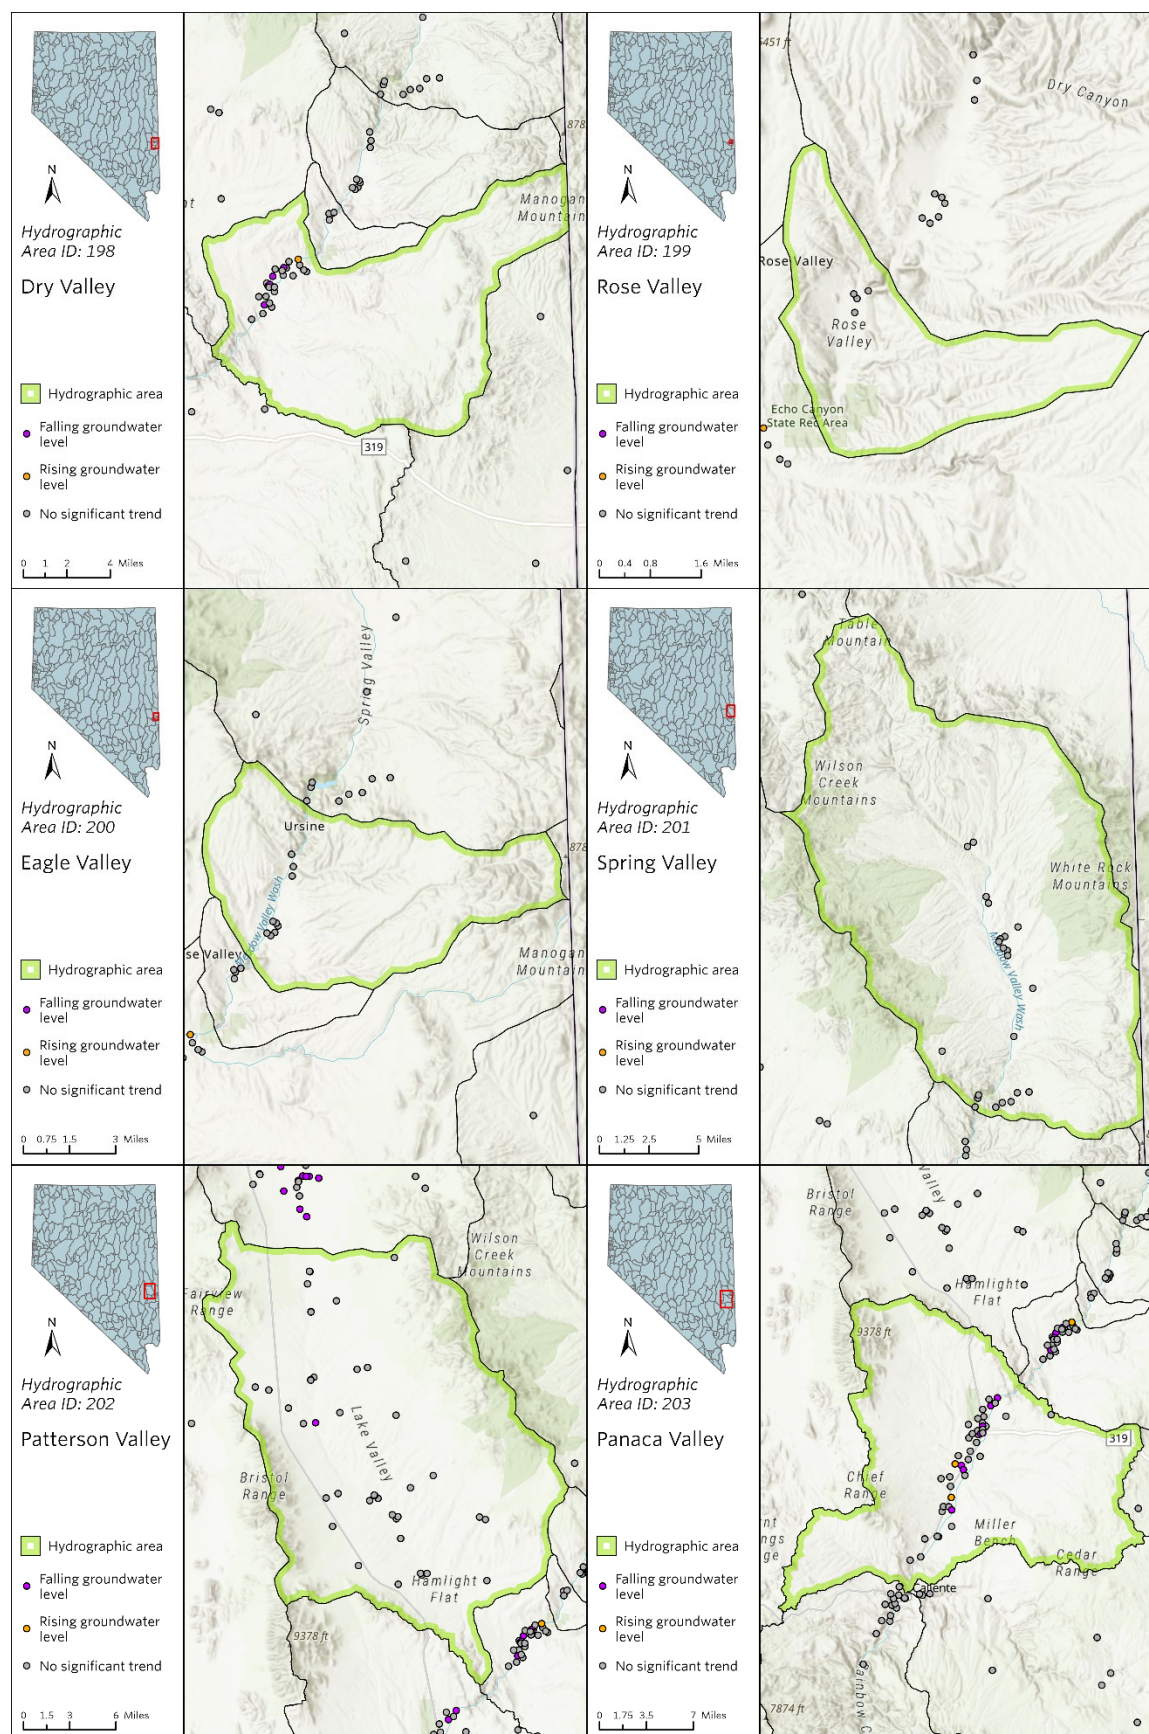 N
Hydrographic
Area ID: 198
Dry Valley
Hydrographic area
Falling groundwater
level
Rising groundwater
level
No significant trend
0 1 2 4 Miles
878
Manogan
Mountain
319
N
Hydrographic
Area ID: 199
Rose Valley
Hydrographic area
Falling groundwater
level
Rising groundwater
level
No significant trend
0 0.4 0.8 1.6 Miles
6451 ft
Dry Canyon
Rose Valley
Rose
Valley
Echo Canyon
State Rec Area
N
Hydrographic
Area ID: 200
Eagle Valley
Hydrographic area
Falling groundwater
level
Rising groundwater
level
No significant trend
0 0.75 1.5 3 Miles
Spring Valley
Ursine
878
Meadow Valley Wash
se Valley
Manogan
Mountain
N
Hydrographic
Area ID: 201
Spring Valley
Hydrographic area
Falling groundwater
level
Rising groundwater
level
No significant trend
0 1.25 2.5 5 Miles
Table
Mountain
Wilson
Creek
Mountains
White Rock
Mountains
Meadow Valley Wash
N
Hydrographic
Area ID: 202
Patterson Valley
Hydrographic area
Falling groundwater
level
Rising groundwater
level
No significant trend
0 1.5 3 6 Miles
Wilson
Creek
Mountains
Fairview
Range
Lake Valley
Bristol
Range
Hamlight
Flat
9378 ft
N
Hydrographic
Area ID: 203
Panaca Valley
Hydrographic area
Falling groundwater
level
Rising groundwater
level
No significant trend
0 1.75 3.5 7 Miles
Valley
Bristol
Range
Hamlight
Flat
9378 ft
319
Chief
Range
Miller
Bench
Cedar
Range
Caliente
7874 ft